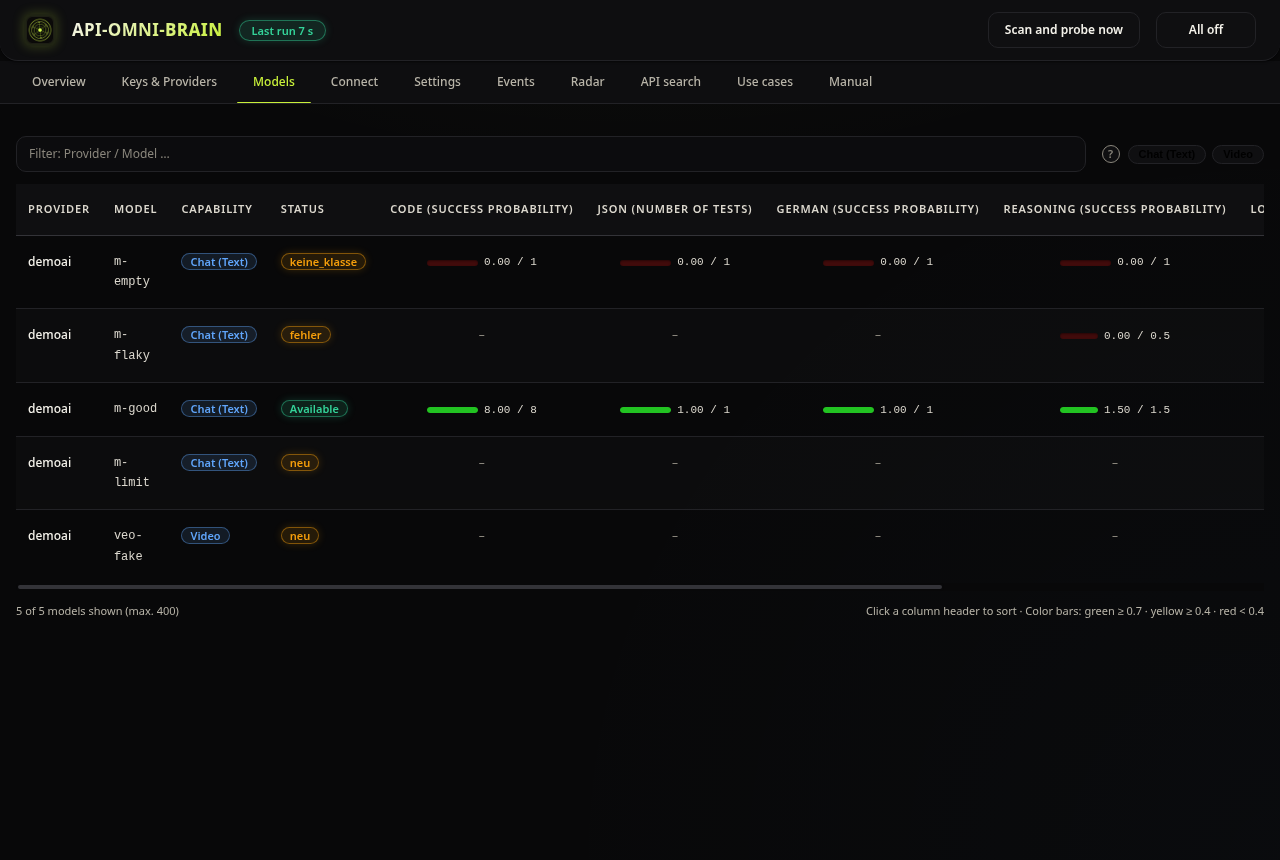 API-OMNI-BRAIN Last run 7 s Scan and probe now All off
Overview Keys & Providers Models Connect Settings Events Radar API search Use cases Manual
Filter: Provider / Model ... ? Chat (Text) Video
PROVIDER MODEL CAPABILITY STATUS CODE (SUCCESS PROBABILITY) JSON (NUMBER OF TESTS) GERMAN (SUCCESS PROBABILITY) REASONING (SUCCESS PROBABILITY) LO
demoai m- Chat (Text) keine_klasse 0.00 / 1 0.00 / 1 0.00 / 1 0.00 / 1
empty
demoai m- Chat (Text) fehler – – – 0.00 / 0.5
flaky
demoai m-good Chat (Text) Available 8.00 / 8 1.00 / 1 1.00 / 1 1.50 / 1.5
demoai m- Chat (Text) neu – – – –
limit
demoai veo- Video neu – – – –
fake
5 of 5 models shown (max. 400) Click a column header to sort · Color bars: green ≥ 0.7 · yellow ≥ 0.4 · red < 0.4